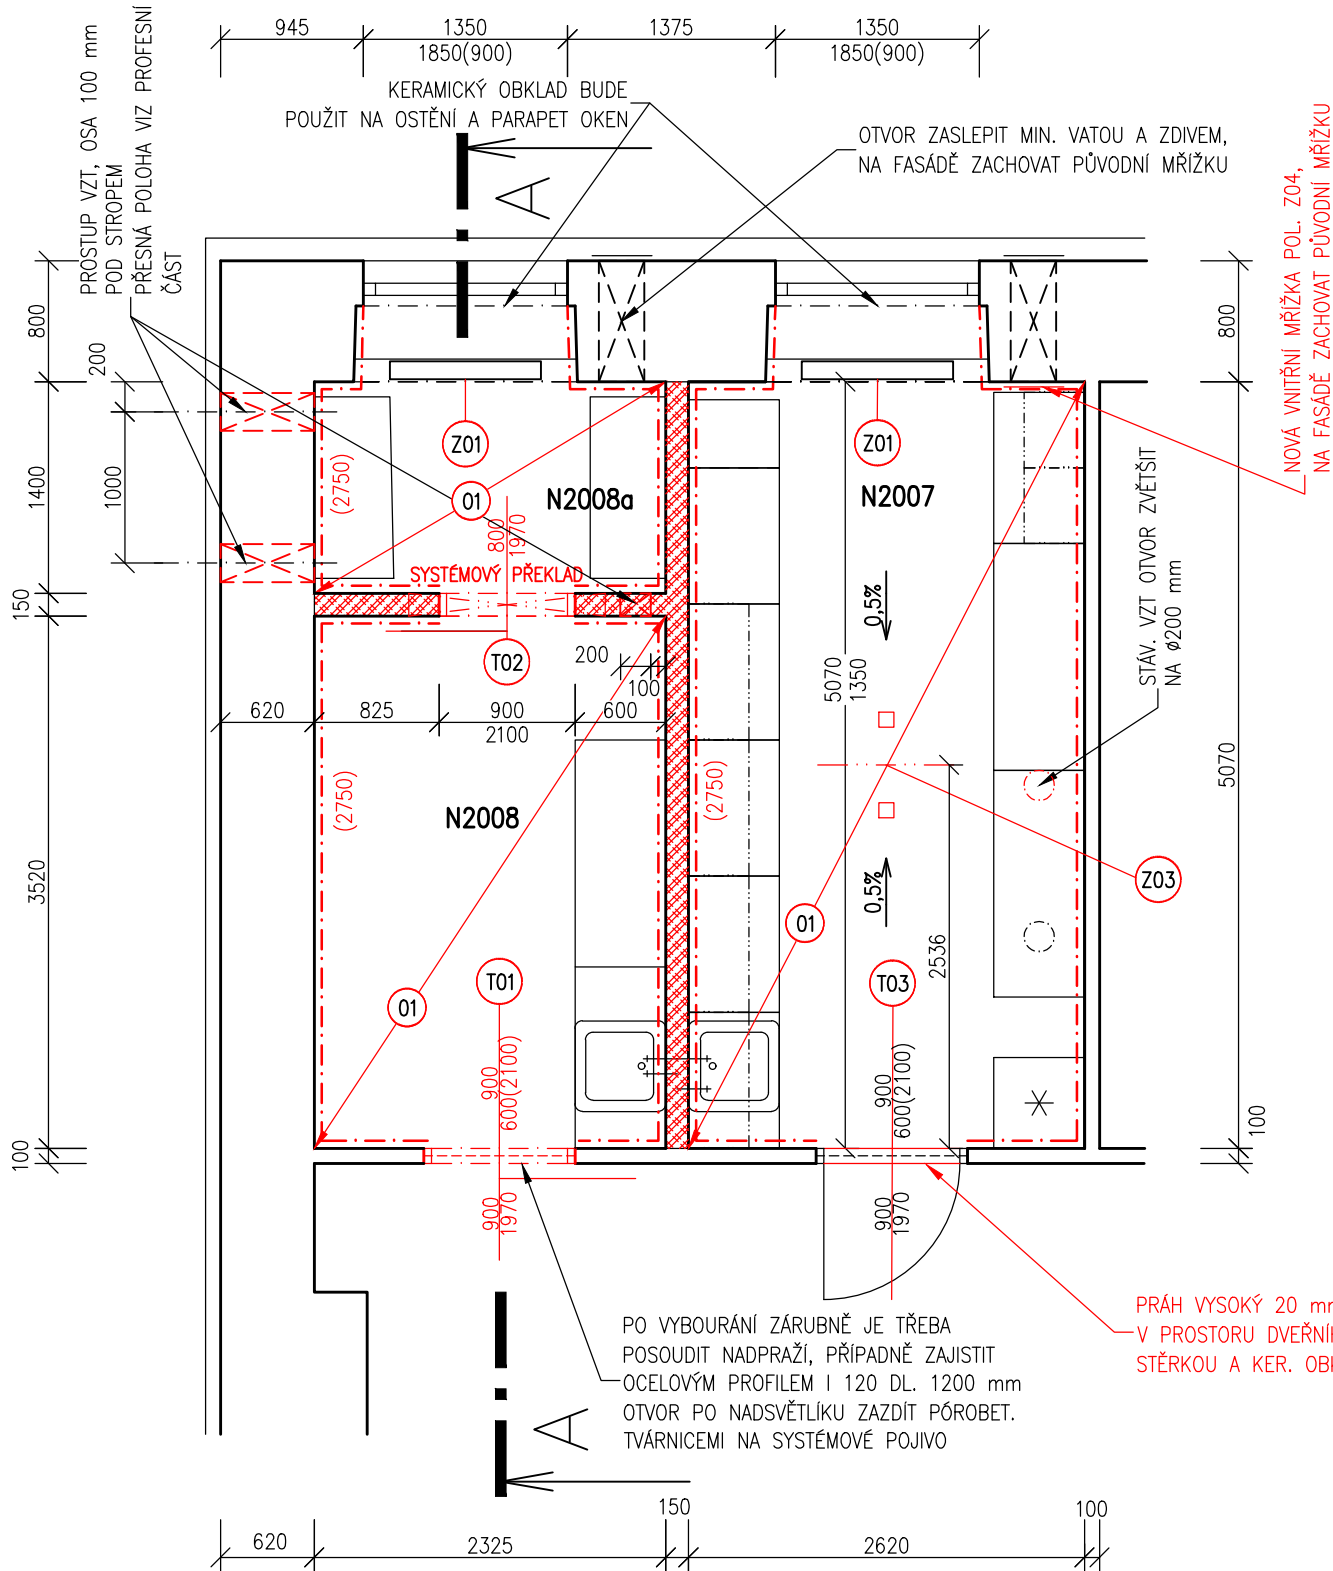 945
1350
1850(900)
1375
1350
1850(900)
PROSTUP VZT, OSA 100 mm
POD STROPEM
PŘESNÁ POLOHA VIZ PROFESNÍ
ČÁST
KERAMICKÝ OBKLAD BUDE
POUŽIT NA OSTĚNÍ A PARAPET OKEN
OTVOR ZASLEPIT MIN. VATOU A ZDIVEM,
NA FASÁDĚ ZACHOVAT PŮVODNÍ MŘÍŽKU
NOVÁ VNITŘNÍ MŘÍŽKA POL. Z04,
NA FASÁDĚ ZACHOVAT PŮVODNÍ MŘÍŽKU
A
800
200
1400
1000
150
3520
100
800
5070
100
Z01
Z01
(2750)
01
N2008a
N2007
800
1970
SYSTÉMOVÝ PŘEKLAD
STÁV. VZT OTVOR ZVĚTŠIT
NA ø200 mm
0,5%
T02
200
100
5070
1350
620
825
900
2100
600
(2750)
(2750)
N2008
0,5%
Z03
01
2536
T01
T03
01
900
600(2100)
900
600(2100)
900
1970
900
1970
PO VYBOURÁNÍ ZÁRUBNĚ JE TŘEBA
POSOUDIT NADPRAŽÍ, PŘÍPADNĚ ZAJISTIT
OCELOVÝM PROFILEM I 120 DL. 1200 mm
OTVOR PO NADSVĚTLÍKU ZAZDÍT PÓROBET.
TVÁRNICEMI NA SYSTÉMOVÉ POJIVO
PRÁH VYSOKÝ 20
V PROSTORU
STĚRKOU A KER.
A
620
2325
150
2620
100